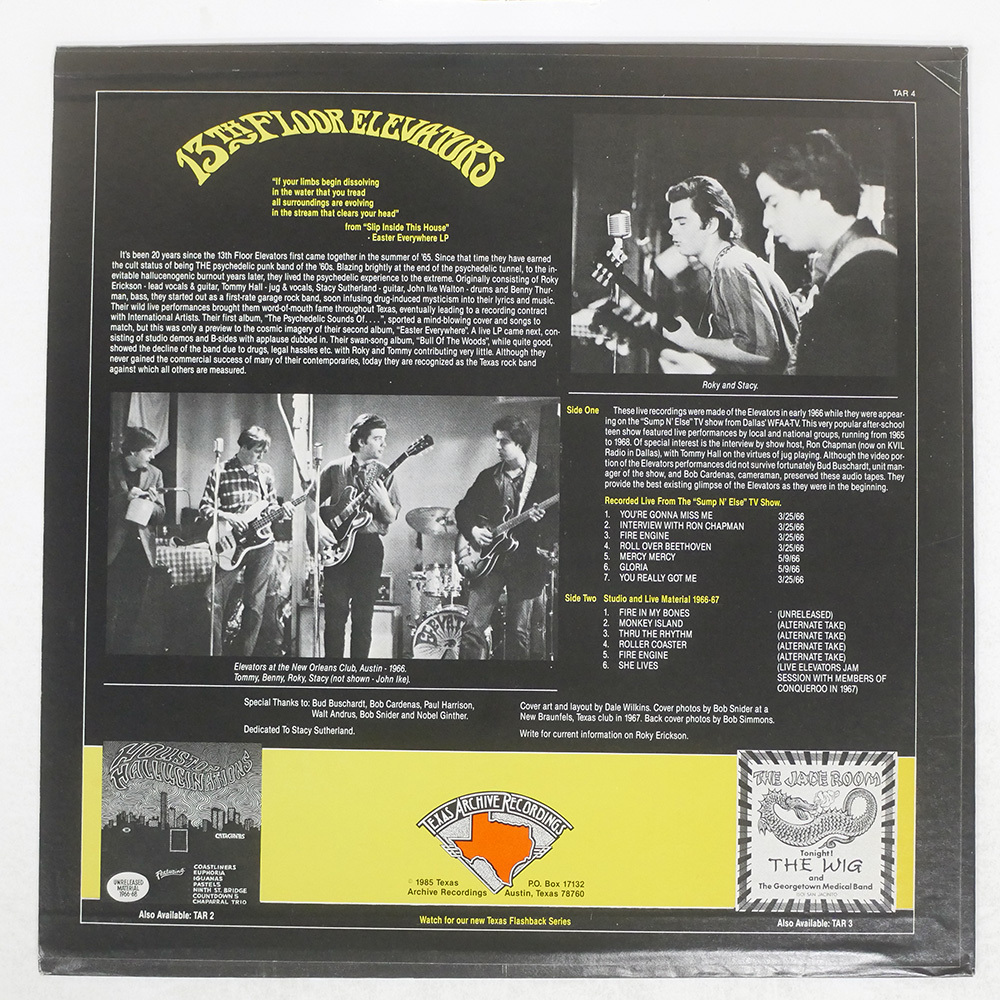 TAR 4
13TH FLOOR ELEVATORS
"If your limbs begin dissolving
In the water that you tread
all surroundings are evolving
in the stream that clears your head"
from "Slip Inside This House"
- Easter Everywhere LP
It's been 20 years since the 13th Floor Elevators first came together in the summer of '65. Since that time they have earned
the cult status of being THE psychedelic punk band of the '60s. Blazing brightly at the end of the psychedelic tunnel, to the in-
evitable hallucenogenic burnout years later, they lived the psychedelic experience to the extreme. Originally consisting of Roky
Erickson - lead vocals & guitar, Tommy Hall - jug & vocals, Stacy Sutherland - guitar, John Ike Walton - drums and Benny Thur-
man, bass, they started out as a first-rate garage rock band, soon infusing drug-induced mysticism into their lyrics and music.
Their wild live performances brought them word-of-mouth fame throughout Texas, eventually leading to a recording contract
with International Artists. Their first album, "The Psychedelic Sounds Of . . . .", sported a mind-blowing cover and songs to
match, but this was only a preview to the cosmic imagery of their second album, "Easter Everywhere". A live LP came next, con-
sisting of studio demos and B-sides with applause dubbed in. Their swan-song album, "Bull Of The Woods", while quite good,
showed the decline of the band due to drugs, legal hassles etc. with Roky and Tommy contributing very little. Although they
never gained the commercial success of many of their contemporaries, today they are recognized as the Texas rock band
against which all others are measured.
Roky and Stacy.
Side One These live recordings were made of the Elevators in early 1966 while they were appear-
ing on the "Sump N' Else" TV show from Dallas' WFAA-TV. This very popular after-school
teen show featured live performances by local and national groups, running from 1965
to 1968. Of special interest is the interview by show host, Ron Chapman (now on KVIL
Radio in Dallas), with Tommy Hall on the virtues of jug playing. Although the video por-
tion of the Elevators performances did not survive fortunately Bud Buschardt, unit man-
ager of the show, and Bob Cardenas, cameraman, preserved these audio tapes. They
provide the best existing glimpse of the Elevators as they were in the beginning.
Recorded Live From The "Sump N' Else" TV Show.
1. YOU'RE GONNA MISS ME 3/25/66
2. INTERVIEW WITH RON CHAPMAN 3/25/66
3. FIRE ENGINE 3/25/66
4. ROLL OVER BEETHOVEN 3/25/66
5. MERCY MERCY 5/9/66
6. GLORIA 5/9/66
7. YOU REALLY GOT ME 3/25/66
Side Two Studio and Live Material 1966-67
1. FIRE IN MY BONES (UNRELEASED)
2. MONKEY ISLAND (ALTERNATE TAKE)
3. THRU THE RHYTHM (ALTERNATE TAKE)
4. ROLLER COASTER (ALTERNATE TAKE)
5. FIRE ENGINE (ALTERNATE TAKE)
6. SHE LIVES (LIVE ELEVATORS JAM
SESSION WITH MEMBERS OF
CONQUEROO IN 1967)
ELEVATORS
Elevators at the New Orleans Club, Austin - 1966.
Tommy, Benny, Roky, Stacy (not shown - John Ike).
Special Thanks to: Bud Buschardt, Bob Cardenas, Paul Harrison,
Walt Andrus, Bob Snider and Nobel Ginther.
Dedicated To Stacy Sutherland.
Cover art and layout by Dale Wilkins. Cover photos by Bob Snider at a
New Braunfels, Texas club in 1967. Back cover photos by Bob Simmons.
Write for current information on Roky Erickson.
HOUSTON
HALLUCINATIONS
Featuring
CATACHNIES
COASTLINERS
EUPHORIA
IGUANAS
PASTELS
NINTH ST. BRIDGE
COUNTDOWN 5
CHAPARRAL TRIO
UNRELEASED
MATERIAL
1966-68
Also Available: TAR 2
TEXAS ARCHIVE RECORDINGS
© 1985 Texas
Archive Recordings
P.O. Box 17132
Austin, Texas 78760
Watch for our new Texas Flashback Series
THE JADE ROOM
Tonight!
THE WIG
and
The Georgetown Medical Band
SAN JACINTO
Also Available: TAR 3